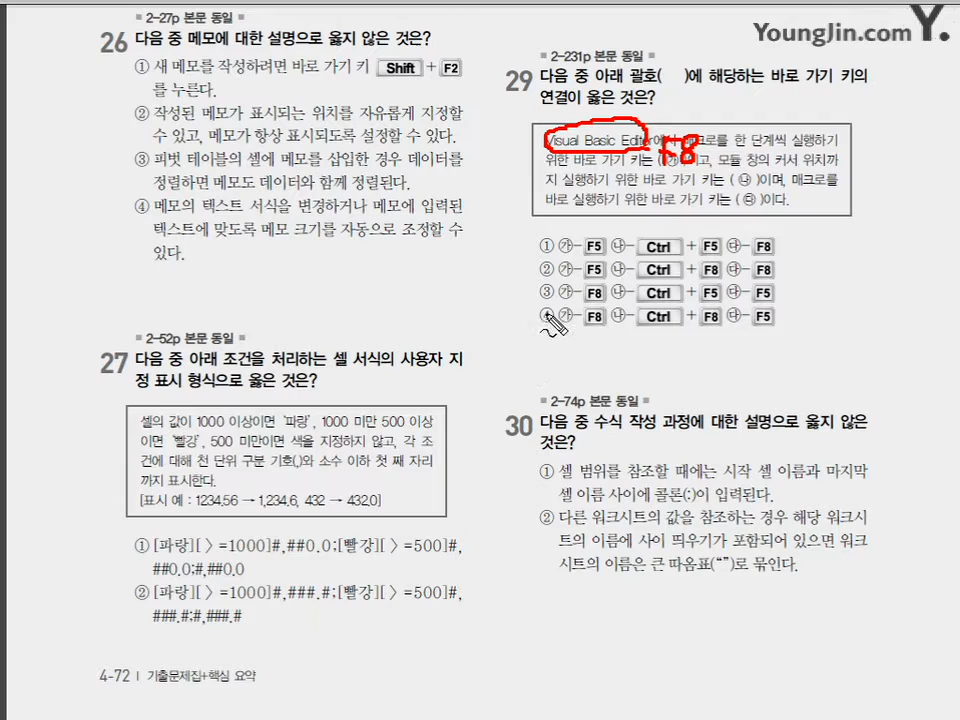 YoungJin.com Y.
■ 2-27p 본문 동일 ■
26 다음 중 메모에 대한 설명으로 옳지 않은 것은?
① 새 메모를 작성하려면 바로 가기 키 Shift + F2
를 누른다.
② 작성된 메모가 표시되는 위치를 자유롭게 지정할
수 있고, 메모가 항상 표시되도록 설정할 수 있다.
③ 피벗 테이블의 셀에 메모를 삽입한 경우 데이터를
정렬하면 메모도 데이터와 함께 정렬된다.
④ 메모의 텍스트 서식을 변경하거나 메모에 입력된
텍스트에 맞도록 메모 크기를 자동으로 조정할 수
있다.
■ 2-52p 본문 동일 ■
27 다음 중 아래 조건을 처리하는 셀 서식의 사용자 지
정 표시 형식으로 옳은 것은?
셀의 값이 1000 이상이면 '파랑', 1000 미만 500 이상
이면 '빨강', 500 미만이면 색을 지정하지 않고, 각 조
건에 대해 천 단위 구분 기호(,)와 소수 이하 첫 째 자리
까지 표시한다.
[표시 예 : 1234.56 → 1,234.6, 432 → 432.0]
① [파랑][〉=1000]#,##0.0;[빨강][〉=500]#,
##0.0;#,##0.0
② [파랑][〉=1000]#,###.#;[빨강][〉=500]#,
###.#;#,###.#
4-72 | 기출문제집+핵심 요약
■ 2-231p 본문 동일 ■
29 다음 중 아래 괄호( )에 해당하는 바로 가기 키의
연결이 옳은 것은?
Visual Basic Editor에서 매크로를 한 단계씩 실행하기
F8
위한 바로 가기 키는 (㉮)이고, 모듈 창의 커서 위치까
지 실행하기 위한 바로 가기 키는 (㉯)이며, 매크로를
바로 실행하기 위한 바로 가기 키는 (㉰)이다.
① ㉮-F5 ㉯-Ctrl + F5 ㉰-F8
② ㉮-F5 ㉯-Ctrl + F8 ㉰-F8
③ ㉮-F8 ㉯-Ctrl + F5 ㉰-F5
④ ㉮-F8 ㉯-Ctrl + F8 ㉰-F5
■ 2-74p 본문 동일 ■
30 다음 중 수식 작성 과정에 대한 설명으로 옳지 않은
것은?
① 셀 범위를 참조할 때에는 시작 셀 이름과 마지막
셀 이름 사이에 콜론(:)이 입력된다.
② 다른 워크시트의 값을 참조하는 경우 해당 워크시
트의 이름에 사이 띄우기가 포함되어 있으면 워크
시트의 이름은 큰 따옴표(“”)로 묶인다.